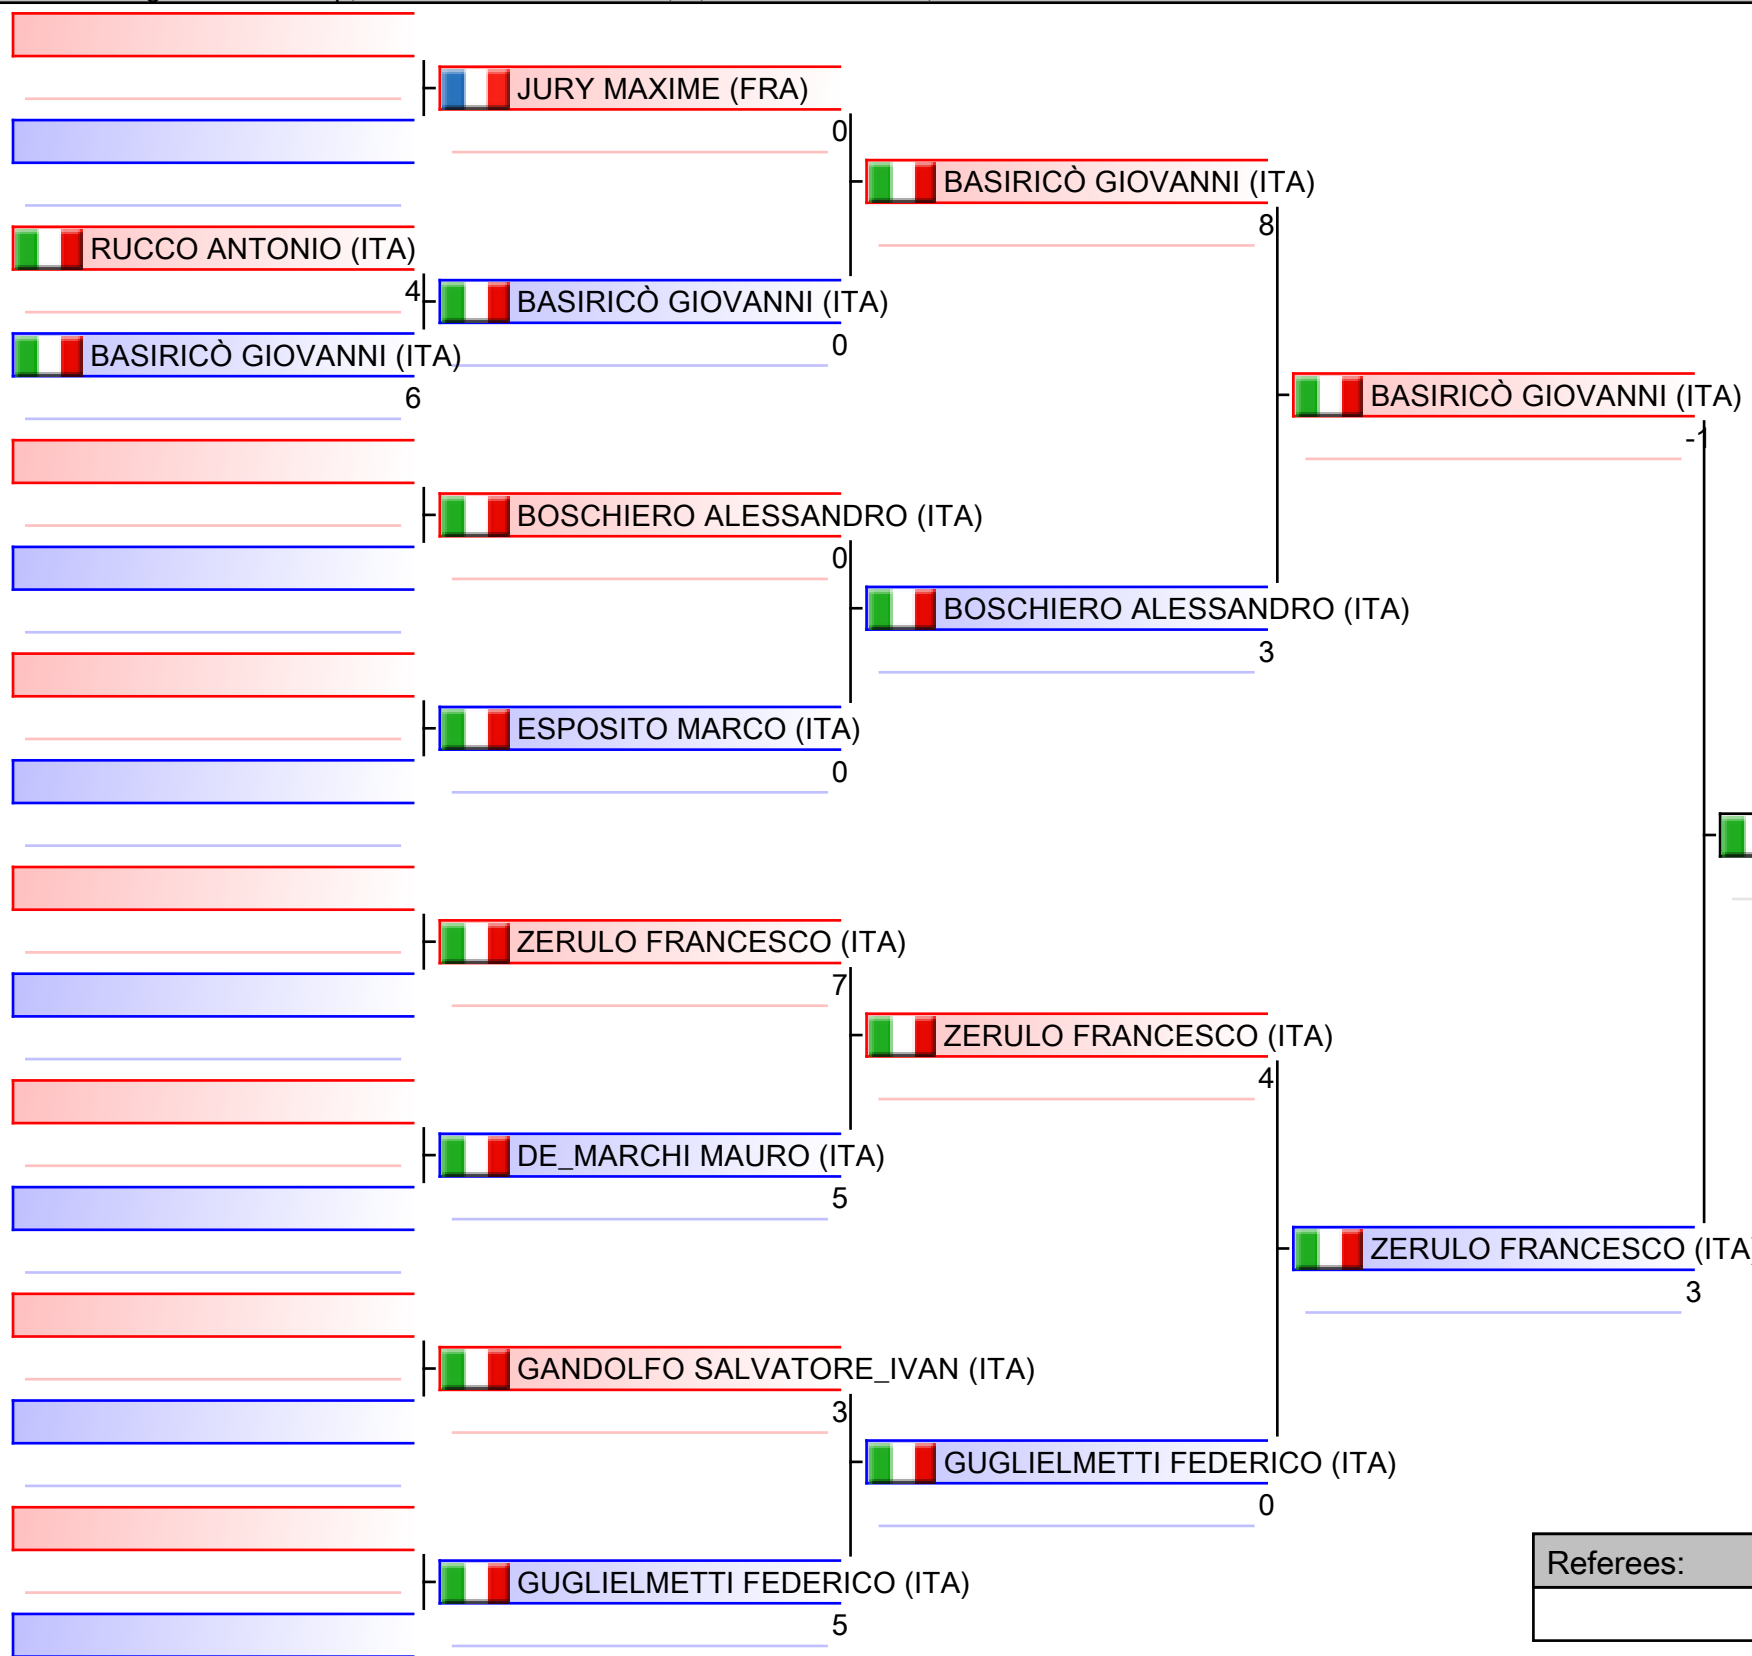 JURY MAXIME (FRA)
0
BASIRICÒ GIOVANNI (ITA)
8
RUCCO ANTONIO (ITA)
4
BASIRICÒ GIOVANNI (ITA)
0
BASIRICÒ GIOVANNI (ITA)
6
BASIRICÒ GIOVANNI (ITA)
-1
BOSCHIERO ALESSANDRO (ITA)
0
BOSCHIERO ALESSANDRO (ITA)
3
ESPOSITO MARCO (ITA)
0
ZERULO FRANCESCO (ITA)
7
ZERULO FRANCESCO (ITA)
4
DE_MARCHI MAURO (ITA)
5
ZERULO FRANCESCO (ITA)
3
GANDOLFO SALVATORE_IVAN (ITA)
3
GUGLIELMETTI FEDERICO (ITA)
0
Referees:
GUGLIELMETTI FEDERICO (ITA)
5